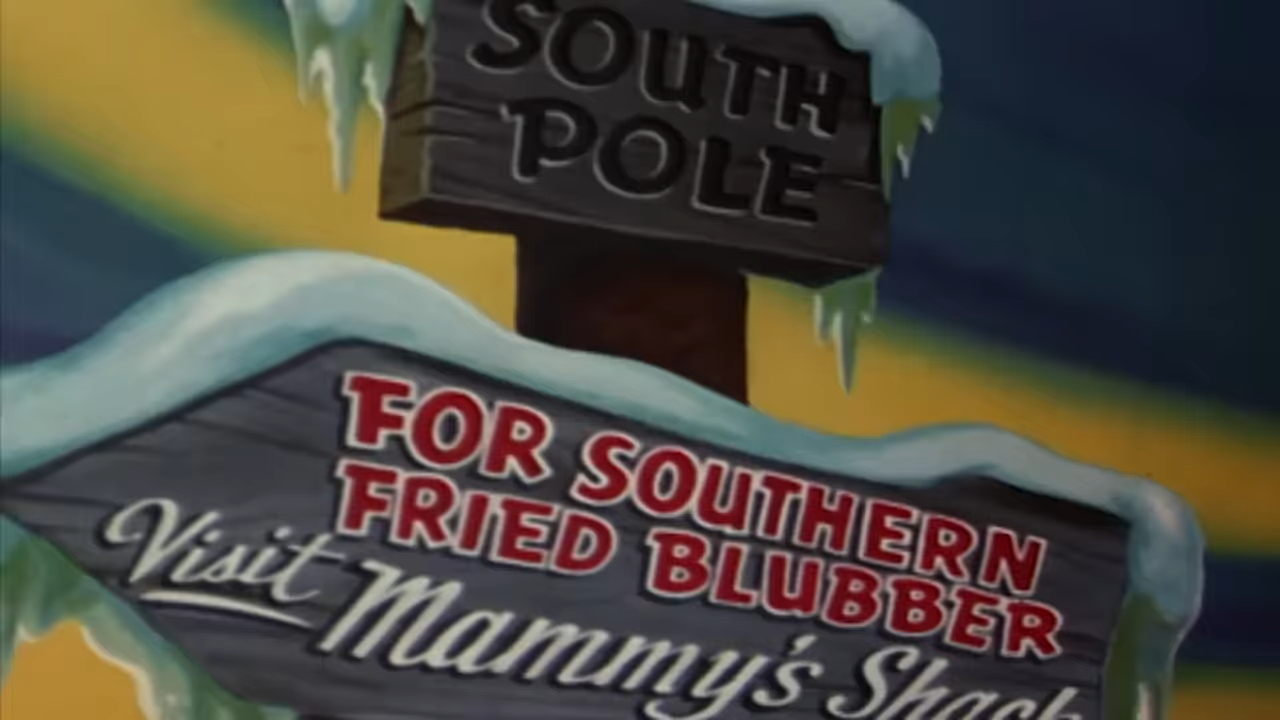 SOUTH
POLE
FOR SOUTHERN
FRIED BLUBBER
Visit Mammy's Shack